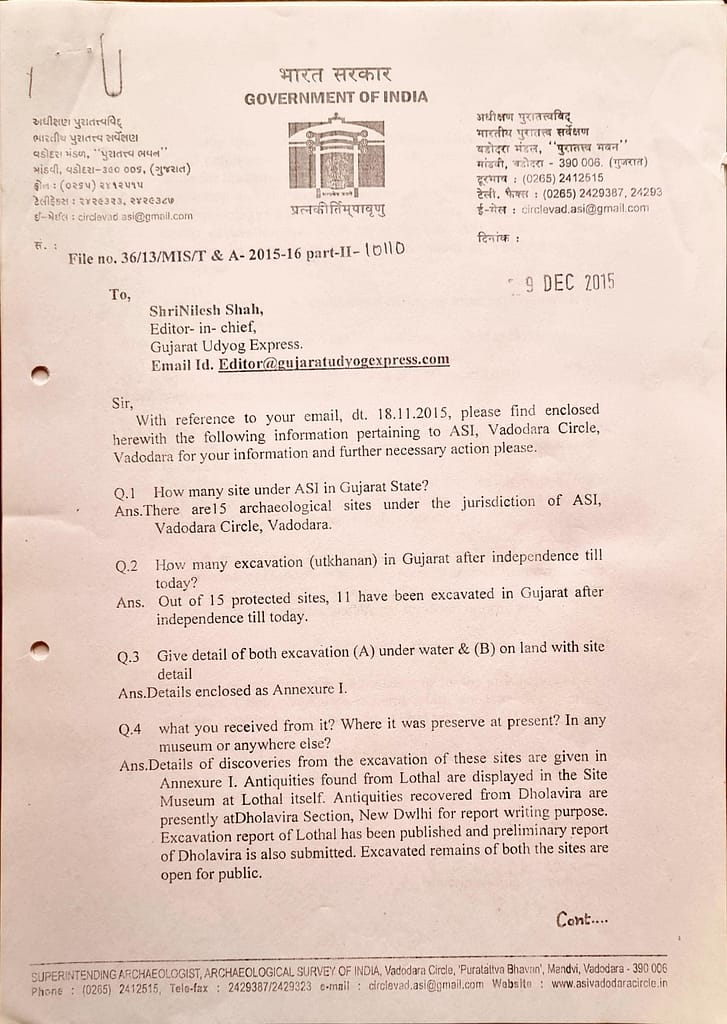 भारत सरकार
GOVERNMENT OF INDIA
અધીક્ષણ પુરાતત્ત્વવિદ્
ભારતીય પુરાતત્ત્વ સર્વેક્ષણ
વડોદરા મંડળ, "પુરાતત્ત્વ ભવન"
માંડવી, વડોદરા-૩૯૦ ૦૦૬, (ગુજરાત)
ફોન : (૦૨૬૫) ૨૪૧૨૫૧૫
ટેલીફેક્ષ : ૨૪૨૯૩૨૩, ૨૪૨૯૩૮૭
ઈ-મેઈલ : circlevad.asi@gmail.com
प्रत्नकीर्तिमपावृणु
अधीक्षण पुरातत्त्वविद्
भारतीय पुरातत्त्व सर्वेक्षण
वडोदरा मंडल, "पुरातत्त्व भवन"
मांडवी, वडोदरा - 390 006. (गुजरात)
दूरभाष : (0265) 2412515
टेली. फैक्स : (0265) 2429387, 24293
ई-मेल : circlevad.asi@gmail.com
सं. :
File no. 36/13/MIS/T & A- 2015-16 part-II- 10110
दिनांक :
9 DEC 2015
To,
ShriNilesh Shah,
Editor- in- chief,
Gujarat Udyog Express.
Email Id. Editor@gujaratudyogexpress.com
Sir,
With reference to your email, dt. 18.11.2015, please find enclosed
herewith the following information pertaining to ASI, Vadodara Circle,
Vadodara for your information and further necessary action please.
Q.1 How many site under ASI in Gujarat State?
Ans.There are15 archaeological sites under the jurisdiction of ASI,
Vadodara Circle, Vadodara.
Q.2 How many excavation (utkhanan) in Gujarat after independence till
today?
Ans. Out of 15 protected sites, 11 have been excavated in Gujarat after
independence till today.
Q.3 Give detail of both excavation (A) under water & (B) on land with site
detail
Ans.Details enclosed as Annexure I.
Q.4 what you received from it? Where it was preserve at present? In any
museum or anywhere else?
Ans.Details of discoveries from the excavation of these sites are given in
Annexure I. Antiquities found from Lothal are displayed in the Site
Museum at Lothal itself. Antiquities recovered from Dholavira are
presently atDholavira Section, New Dwlhi for report writing purpose.
Excavation report of Lothal has been published and preliminary report
of Dholavira is also submitted. Excavated remains of both the sites are
open for public.
Cont....
SUPERINTENDING ARCHAEOLOGIST, ARCHAEOLOGICAL SURVEY OF INDIA, Vadodara Circle, 'Puratattva Bhavan', Mandvi, Vadodara - 390 006
Phone : (0265) 2412515, Tele-fax : 2429387/2429323 e-mail : circlevad.asi@gmail.com Website : www.asivadodaracircle.in